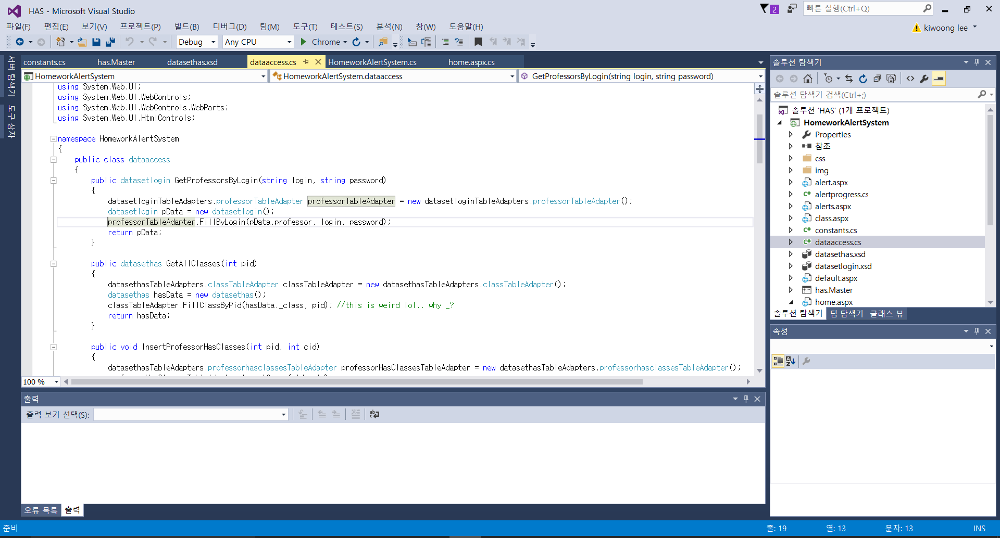 HAS - Microsoft Visual Studio
2
빠른 실행(Ctrl+Q)
파일(F) 편집(E) 보기(V) 프로젝트(P) 빌드(B) 디버그(D) 팀(M) 도구(T) 테스트(S) 분석(N) 창(W) 도움말(H)
kiwoong lee
Debug Any CPU Chrome
서버 탐색기
도구 상자
constants.cs has.Master datasethas.xsd dataaccess.cs HomeworkAlertSystem.cs home.aspx.cs
HomeworkAlertSystem HomeworkAlertSystem.dataaccess GetProfessorsByLogin(string login, string password)
using System.Web.UI;
using System.Web.UI.WebControls;
using System.Web.UI.WebControls.WebParts;
using System.Web.UI.HtmlControls;
namespace HomeworkAlertSystem
{
public class dataaccess
{
public datasetlogin GetProfessorsByLogin(string login, string password)
{
datasetloginTableAdapters.professorTableAdapter professorTableAdapter = new datasetloginTableAdapters.professorTableAdapter();
datasetlogin pData = new datasetlogin();
professorTableAdapter.FillByLogin(pData.professor, login, password);
return pData;
}
public datasethas GetAllClasses(int pid)
{
datasethasTableAdapters.classTableAdapter classTableAdapter = new datasethasTableAdapters.classTableAdapter();
datasethas hasData = new datasethas();
classTableAdapter.FillClassByPid(hasData._class, pid); //this is weird lol.. why _?
return hasData;
}
public void InsertProfessorHasClasses(int pid, int cid)
{
datasethasTableAdapters.professorhasclassesTableAdapter professorHasClassesTableAdapter = new datasethasTableAdapters.professorhasclassesTableAdapter();
100 %
출력
출력 보기 선택(S):
오류 목록 출력
솔루션 탐색기
솔루션 탐색기 검색(Ctrl+;)
솔루션 'HAS' (1개 프로젝트)
HomeworkAlertSystem
Properties
참조
css
img
alert.aspx
alertprogress.cs
alerts.aspx
class.aspx
constants.cs
dataaccess.cs
datasethas.xsd
datasetlogin.xsd
default.aspx
has.Master
home.aspx
솔루션 탐색기 팀 탐색기 클래스 뷰
속성
준비 줄: 19 열: 13 문자: 13 INS